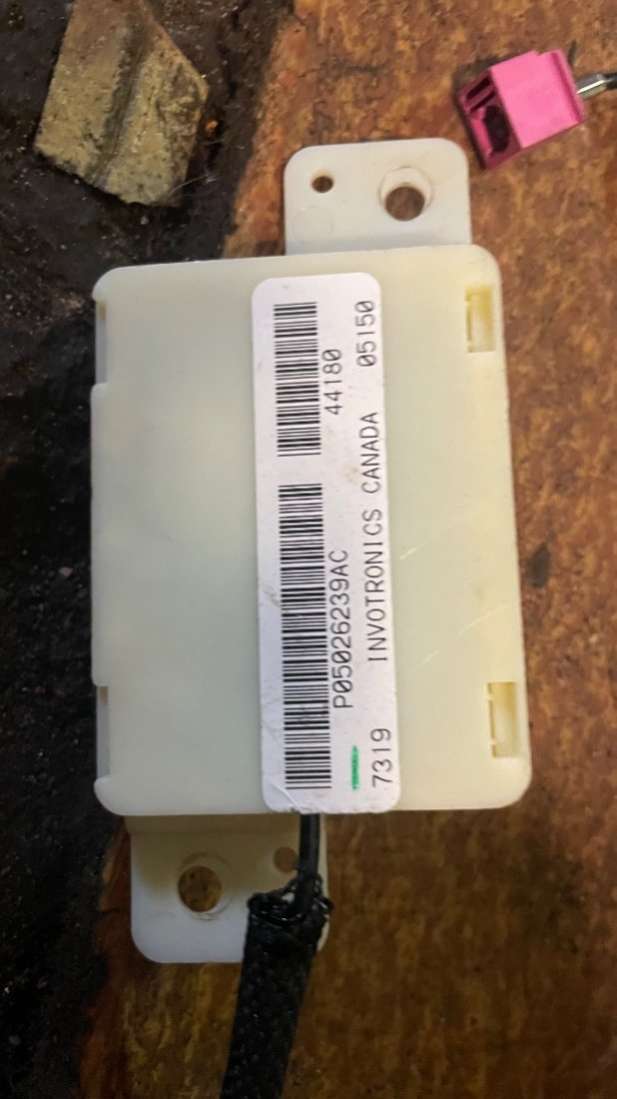 44180
P05026239AC
7319 INVOTRONICS CANADA 05150